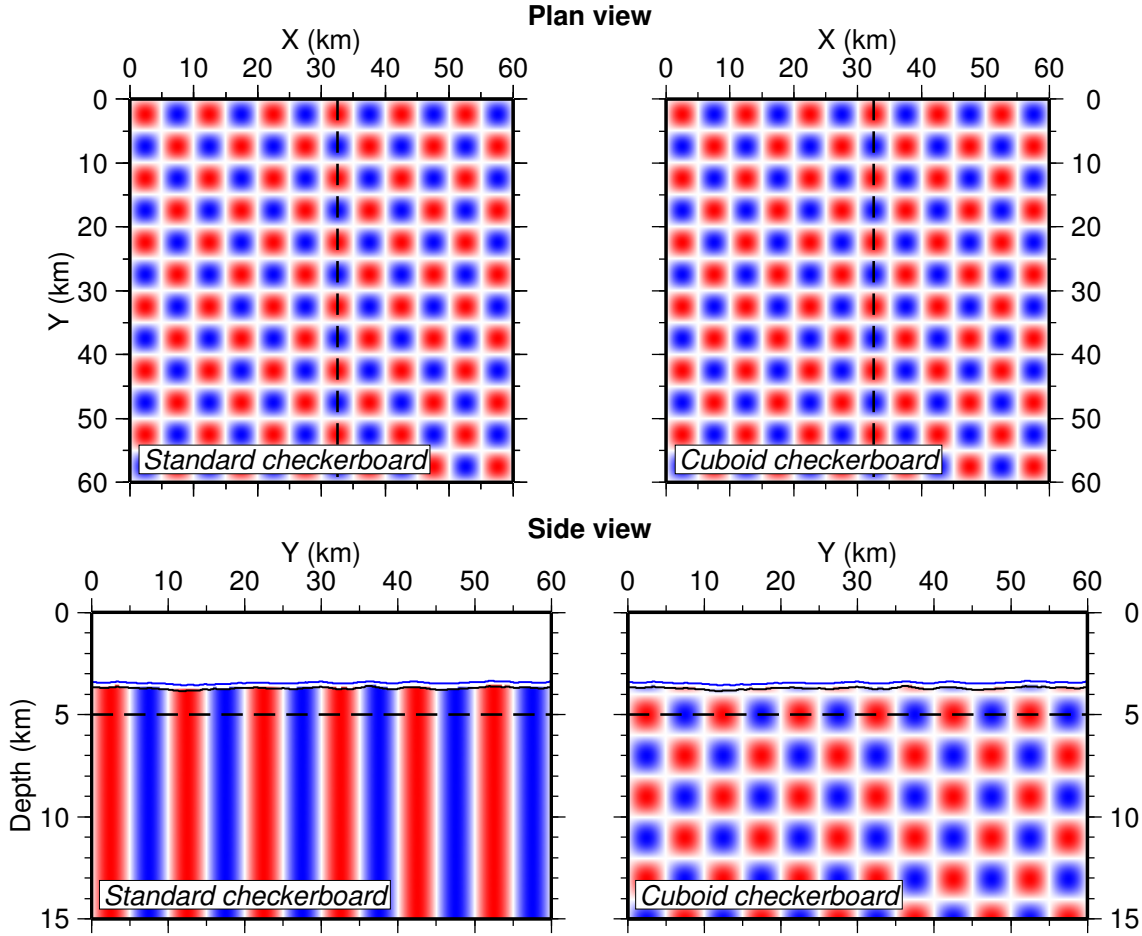 Plan view
X (km) X (km)
0 10 20 30 40 50 60 0 10 20 30 40 50 60
0 0
10 10
20 20
Y (km)
30 30
40 40
50 50
Standard checkerboard Cuboid checkerboard
60 60
Side view
Y (km) Y (km)
0 10 20 30 40 50 60 0 10 20 30 40 50 60
0 0
5 5
Depth (km)
10 10
Standard checkerboard Cuboid checkerboard
15 15